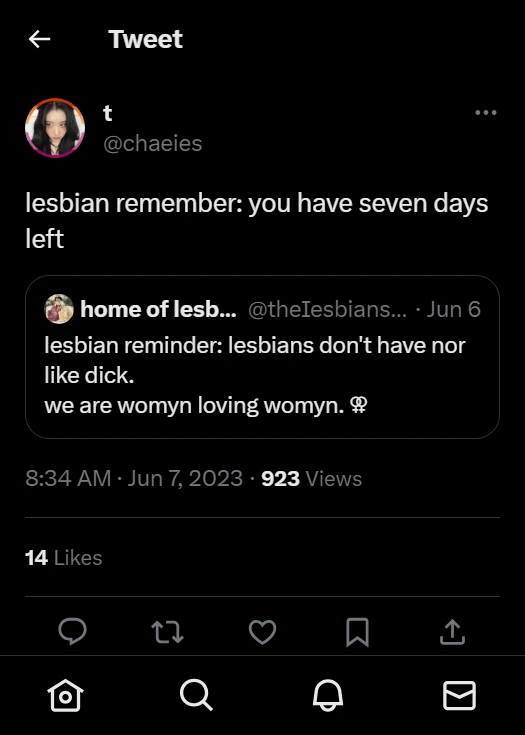 Tweet
t
@chaeies
lesbian remember: you have seven days
left
home of lesb... @theIesbians... · Jun 6
lesbian reminder: lesbians don't have nor
like dick.
we are womyn loving womyn. ⚢
8:34 AM · Jun 7, 2023 · 923 Views
14 Likes